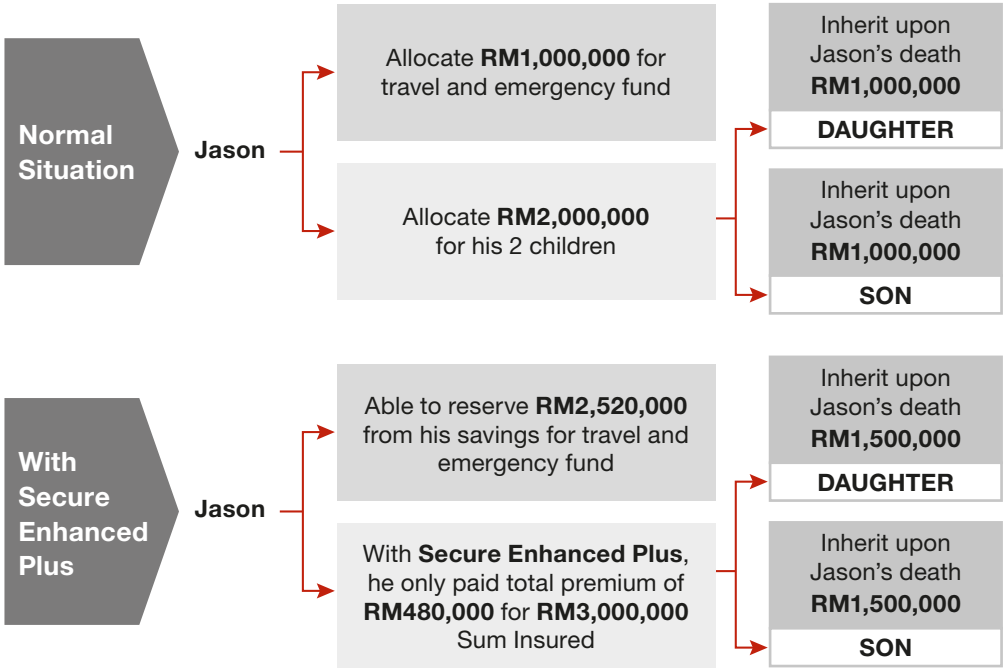 Normal
Situation
Jason
Allocate RM1,000,000 for
travel and emergency fund
Allocate RM2,000,000
for his 2 children
Inherit upon
Jason’s death
RM1,000,000
DAUGHTER
Inherit upon
Jason’s death
RM1,000,000
SON
With
Secure
Enhanced
Plus
Jason
Able to reserve RM2,520,000
from his savings for travel and
emergency fund
With Secure Enhanced Plus,
he only paid total premium of
RM480,000 for RM3,000,000
Sum Insured
Inherit upon
Jason’s death
RM1,500,000
DAUGHTER
Inherit upon
Jason’s death
RM1,500,000
SON